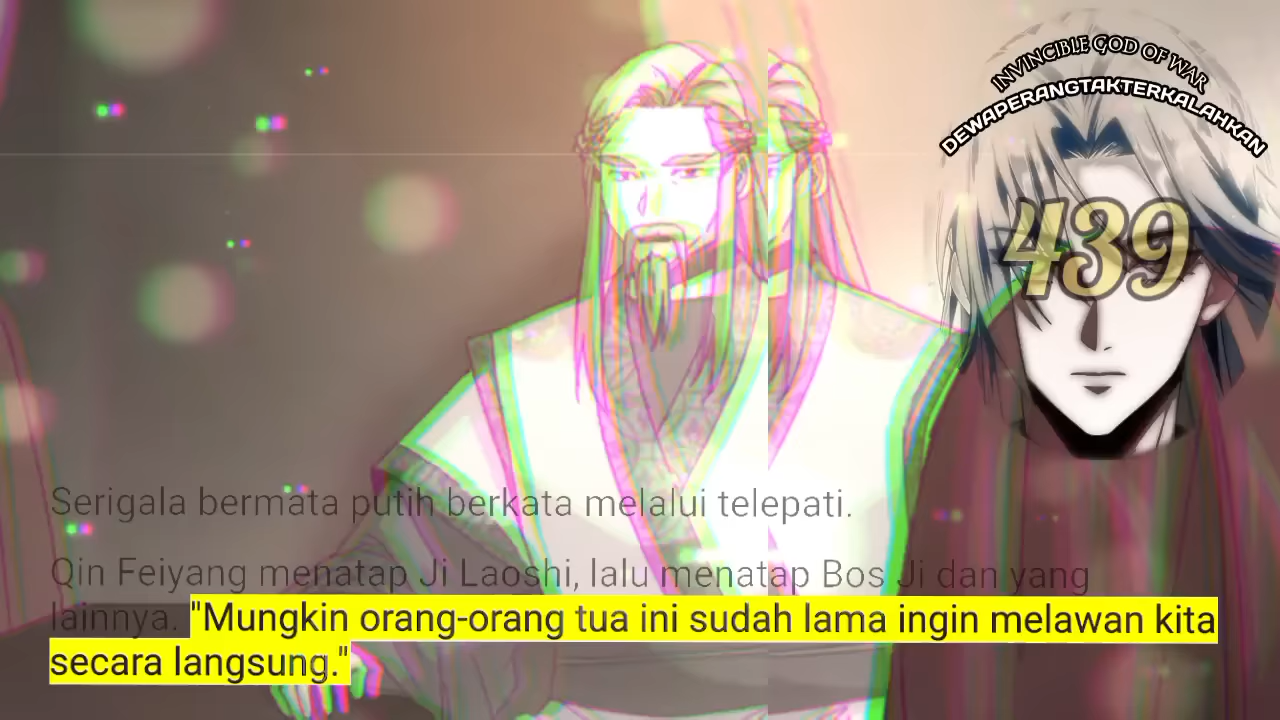 INVINCIBLE GOD OF WAR
DEWAPERANGTAKTERKALAHKAN
439
Serigala bermata putih berkata melalui telepati.
Qin Feiyang menatap Ji Laoshi, lalu menatap Bos Ji dan yang
lainnya. "Mungkin orang-orang tua ini sudah lama ingin melawan kita
secara langsung."